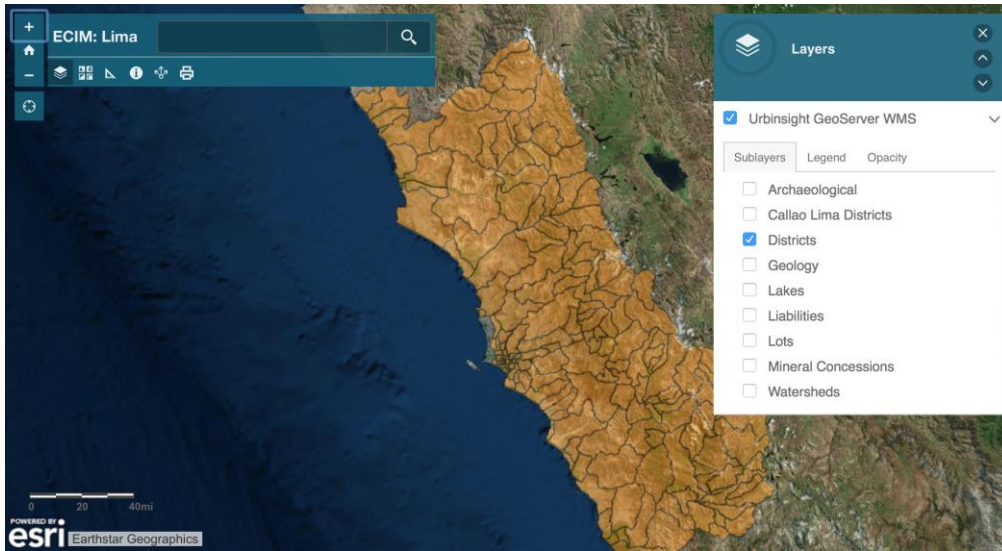 +
ECIM: Lima
−
Layers
Urbinsight GeoServer WMS
Sublayers Legend Opacity
Archaeological
Callao Lima Districts
Districts
Geology
Lakes
Liabilities
Lots
Mineral Concessions
Watersheds
0 20 40mi
POWERED BY
esri Earthstar Geographics